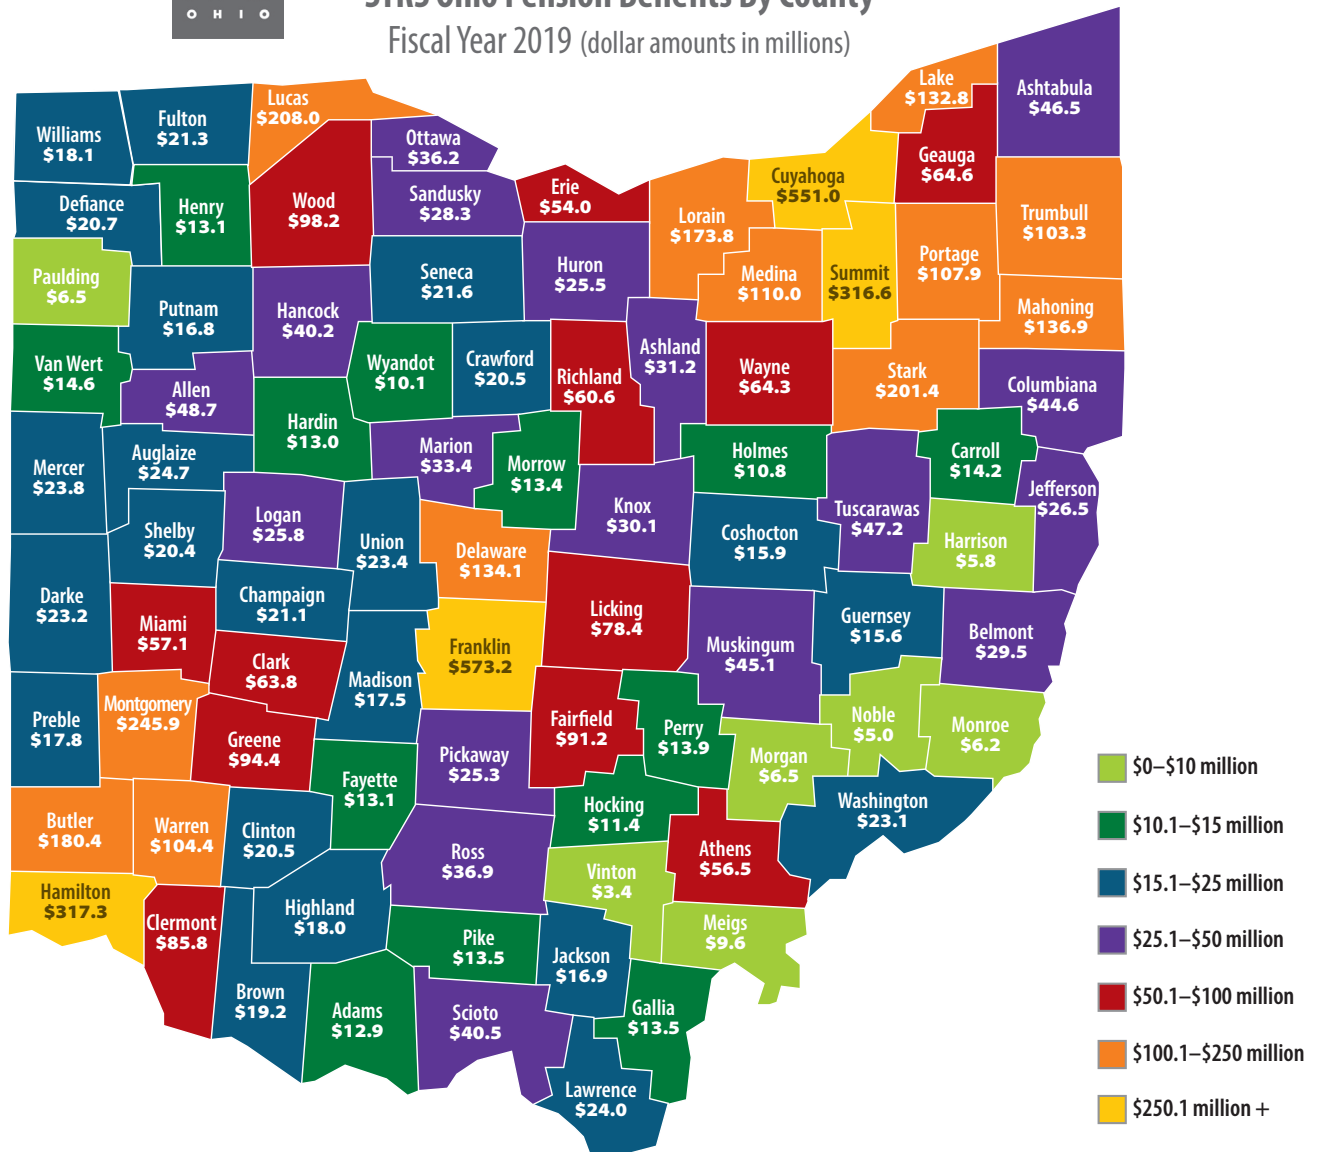 OHIO
STRS Ohio Pension Benefits By County
Fiscal Year 2019 (dollar amounts in millions)
Lake
$132.8
Ashtabula
$46.5
Lucas
$208.0
Fulton
$21.3
Williams
$18.1
Ottawa
$36.2
Geauga
$64.6
Cuyahoga
$551.0
Erie
$54.0
Sandusky
$28.3
Wood
$98.2
Henry
$13.1
Defiance
$20.7
Lorain
$173.8
Trumbull
$103.3
Portage
$107.9
Summit
$316.6
Medina
$110.0
Huron
$25.5
Seneca
$21.6
Paulding
$6.5
Putnam
$16.8
Hancock
$40.2
Mahoning
$136.9
Ashland
$31.2
Wyandot
$10.1
Crawford
$20.5
Richland
$60.6
Wayne
$64.3
Stark
$201.4
Columbiana
$44.6
Van Wert
$14.6
Allen
$48.7
Hardin
$13.0
Marion
$33.4
Morrow
$13.4
Holmes
$10.8
Carroll
$14.2
Mercer
$23.8
Auglaize
$24.7
Jefferson
$26.5
Knox
$30.1
Tuscarawas
$47.2
Logan
$25.8
Shelby
$20.4
Union
$23.4
Coshocton
$15.9
Harrison
$5.8
Delaware
$134.1
Darke
$23.2
Champaign
$21.1
Miami
$57.1
Licking
$78.4
Guernsey
$15.6
Belmont
$29.5
Franklin
$573.2
Muskingum
$45.1
Clark
$63.8
Madison
$17.5
Montgomery
$245.9
Preble
$17.8
Greene
$94.4
Fairfield
$91.2
Perry
$13.9
Noble
$5.0
Monroe
$6.2
Pickaway
$25.3
Morgan
$6.5
Fayette
$13.1
Washington
$23.1
Hocking
$11.4
Butler
$180.4
Warren
$104.4
Clinton
$20.5
Ross
$36.9
Athens
$56.5
Vinton
$3.4
Hamilton
$317.3
Clermont
$85.8
Highland
$18.0
Meigs
$9.6
Pike
$13.5
Jackson
$16.9
Brown
$19.2
Adams
$12.9
Scioto
$40.5
Gallia
$13.5
Lawrence
$24.0
$0–$10 million
$10.1–$15 million
$15.1–$25 million
$25.1–$50 million
$50.1–$100 million
$100.1–$250 million
$250.1 million +